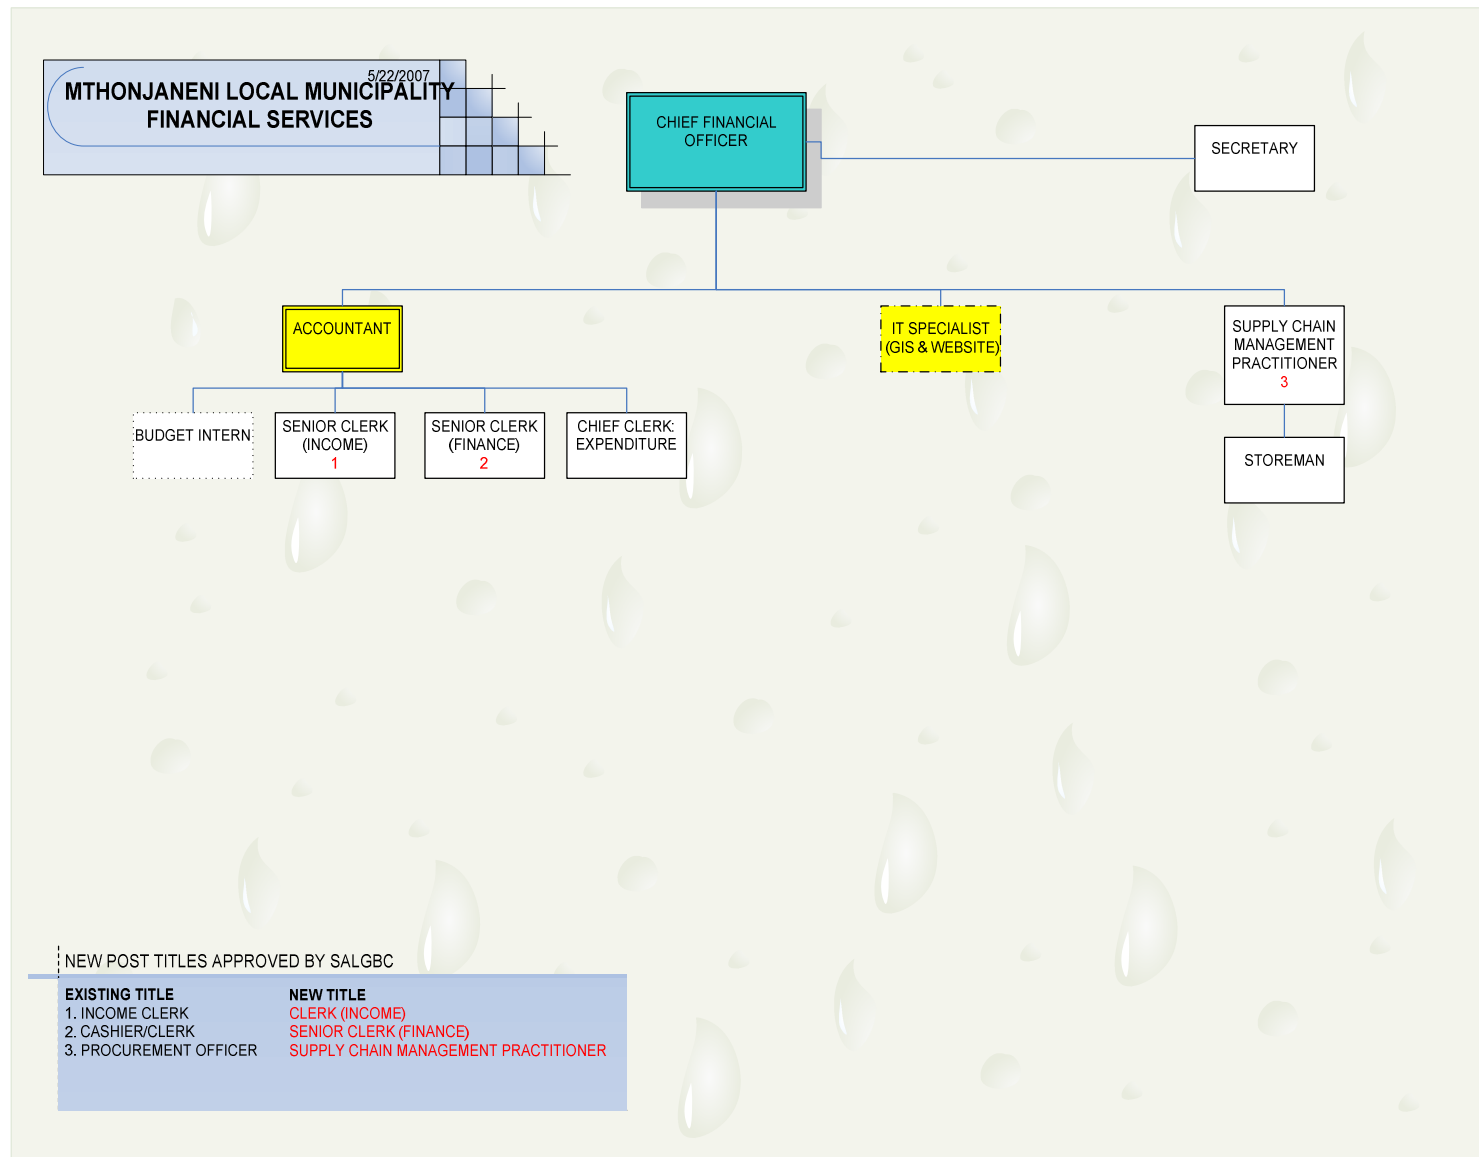 5/22/2007
MTHONJANENI LOCAL MUNICIPALITY
FINANCIAL SERVICES
CHIEF FINANCIAL
OFFICER
SECRETARY
ACCOUNTANT
IT SPECIALIST
(GIS & WEBSITE)
SUPPLY CHAIN
MANAGEMENT
PRACTITIONER
3
BUDGET INTERN
SENIOR CLERK
(INCOME)
1
SENIOR CLERK
(FINANCE)
2
CHIEF CLERK:
EXPENDITURE
STOREMAN
NEW POST TITLES APPROVED BY SALGBC
EXISTING TITLE NEW TITLE
1. INCOME CLERK CLERK (INCOME)
2. CASHIER/CLERK SENIOR CLERK (FINANCE)
3. PROCUREMENT OFFICER SUPPLY CHAIN MANAGEMENT PRACTITIONER